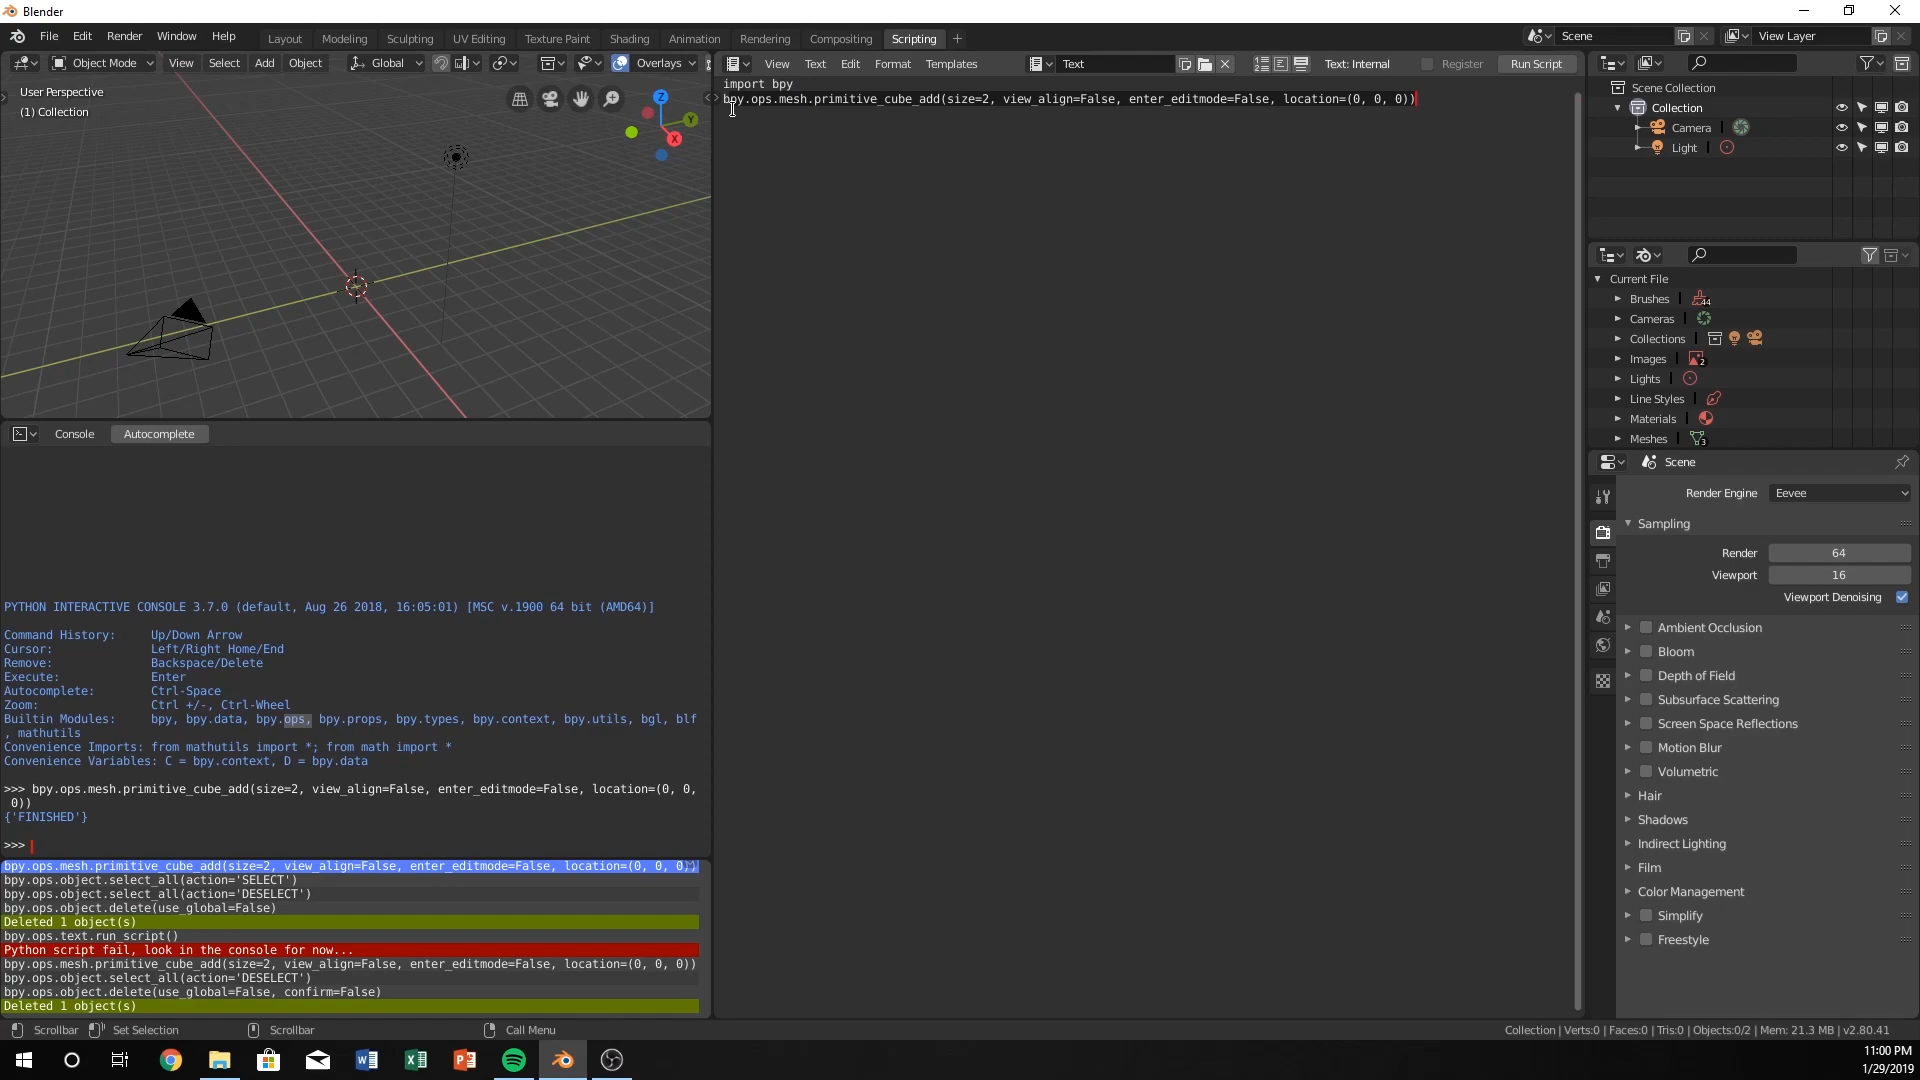 Blender
File Edit Render Window Help
Layout Modeling Sculpting UV Editing Texture Paint Shading Animation Rendering Compositing Scripting +
Scene
View Layer
Object Mode View Select Add Object Global Overlays
View Text Edit Format Templates Text Text: Internal Register Run Script
User Perspective
(1) Collection
Z
Y
X
import bpy
bpy.ops.mesh.primitive_cube_add(size=2, view_align=False, enter_editmode=False, location=(0, 0, 0))
Scene Collection
Collection
Camera
Light
Current File
Brushes 44
Cameras
Collections
Images 2
Lights
Line Styles
Materials
Meshes 3
Console Autocomplete
PYTHON INTERACTIVE CONSOLE 3.7.0 (default, Aug 26 2018, 16:05:01) [MSC v.1900 64 bit (AMD64)]
Command History: Up/Down Arrow
Cursor: Left/Right Home/End
Remove: Backspace/Delete
Execute: Enter
Autocomplete: Ctrl-Space
Zoom: Ctrl +/-, Ctrl-Wheel
Builtin Modules: bpy, bpy.data, bpy.ops, bpy.props, bpy.types, bpy.context, bpy.utils, bgl, blf
, mathutils
Convenience Imports: from mathutils import *; from math import *
Convenience Variables: C = bpy.context, D = bpy.data
>>> bpy.ops.mesh.primitive_cube_add(size=2, view_align=False, enter_editmode=False, location=(0, 0,
0))
{'FINISHED'}
>>>
bpy.ops.mesh.primitive_cube_add(size=2, view_align=False, enter_editmode=False, location=(0, 0, 0))
bpy.ops.object.select_all(action='SELECT')
bpy.ops.object.select_all(action='DESELECT')
bpy.ops.object.delete(use_global=False)
Deleted 1 object(s)
bpy.ops.text.run_script()
Python script fail, look in the console for now...
bpy.ops.mesh.primitive_cube_add(size=2, view_align=False, enter_editmode=False, location=(0, 0, 0))
bpy.ops.object.select_all(action='DESELECT')
bpy.ops.object.delete(use_global=False, confirm=False)
Deleted 1 object(s)
Scene
Render Engine Eevee
Sampling
Render 64
Viewport 16
Viewport Denoising
Ambient Occlusion
Bloom
Depth of Field
Subsurface Scattering
Screen Space Reflections
Motion Blur
Volumetric
Hair
Shadows
Indirect Lighting
Film
Color Management
Simplify
Freestyle
Scrollbar Set Selection Scrollbar Call Menu
Collection | Verts:0 | Faces:0 | Tris:0 | Objects:0/2 | Mem: 21.3 MB | v2.80.41
11:00 PM
1/29/2019